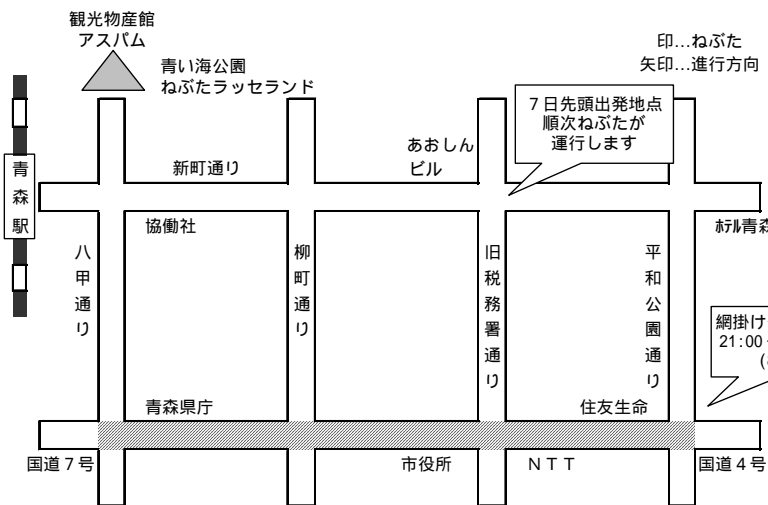 観光物産館
アスパム
青い海公園
ねぶたラッセランド
印…ねぶた
矢印…進行方向
7日先頭出発地点
順次ねぶたが
運行します
あおしん
ビル
新町通り
青森駅
協働社
ホテル青森
八甲通り
柳町通り
旧税務署通り
平和公園通り
網掛け
21:00
青森県庁
住友生命
国道7号
市役所
NTT
国道4号